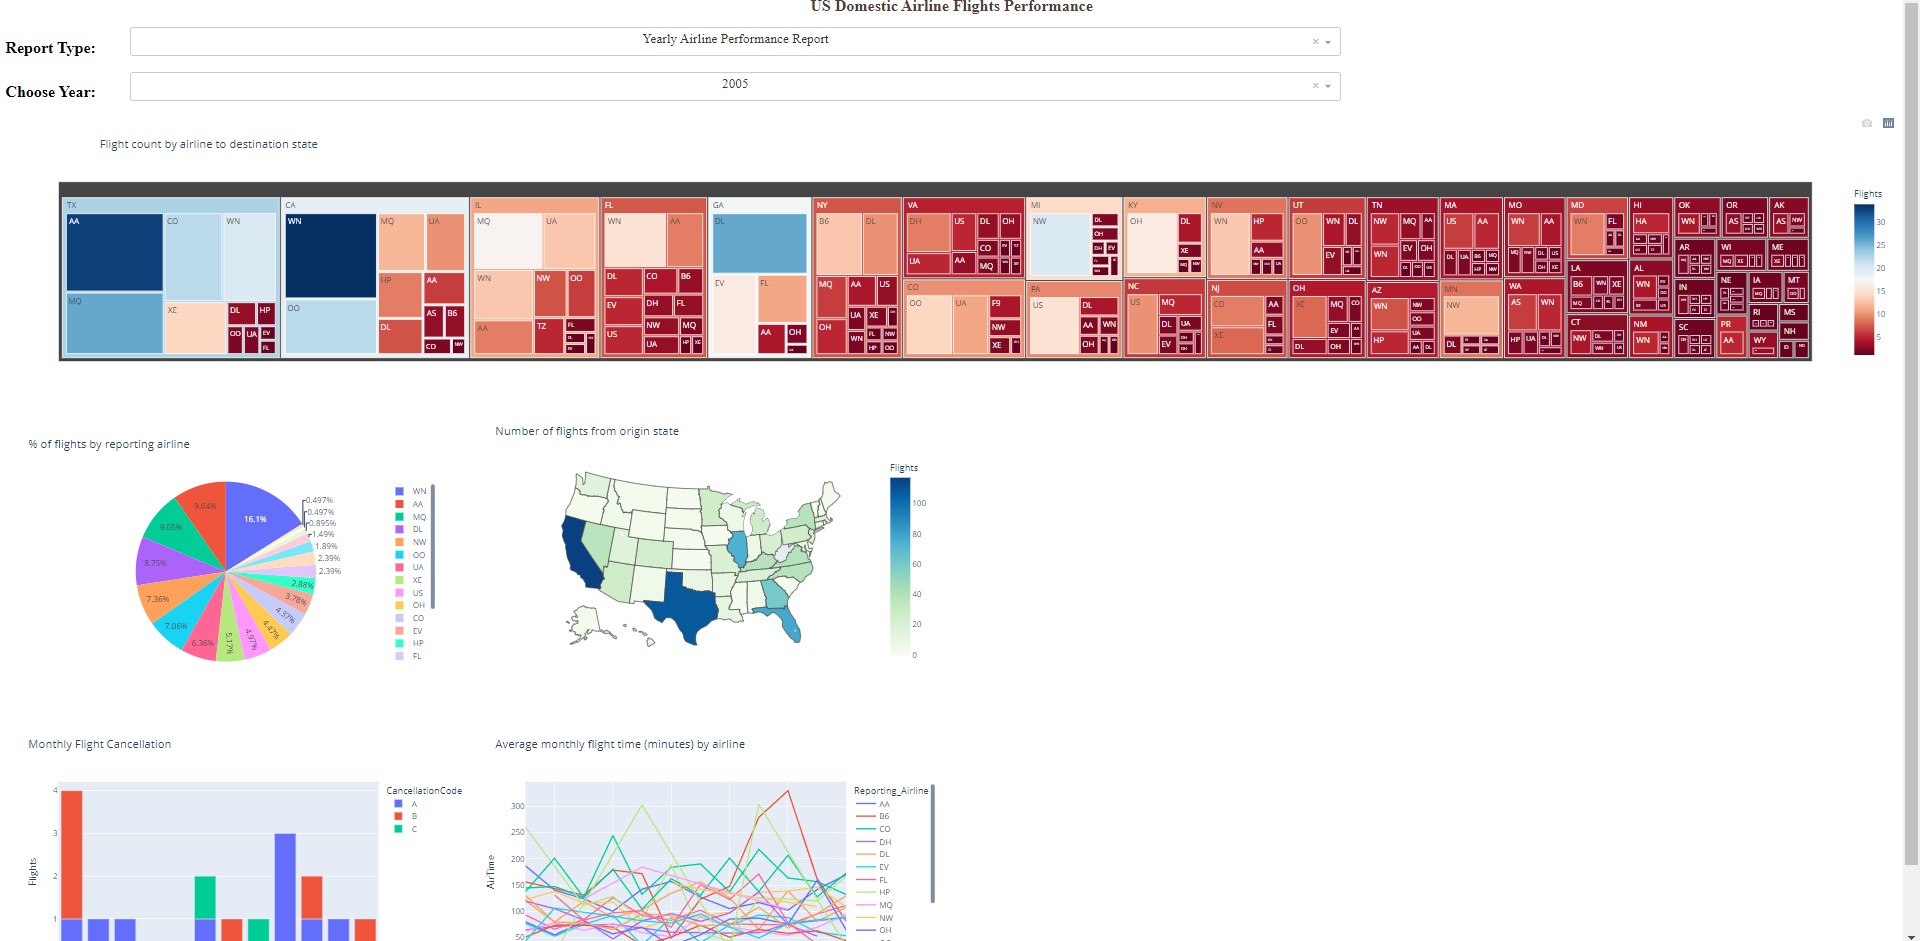 US Domestic Airline Flights Performance
Report Type:
Yearly Airline Performance Report
Choose Year:
2005
Flight count by airline to destination state
TX
AA
CO
WN
MQ
XE
DL
HP
OO
UA
EV
FL
CA
WN
MQ
UA
HP
AA
OO
AS
B6
DL
CO
NW
IL
MQ
UA
WN
NW
OO
AA
TZ
FL
FL
WN
AA
DL
CO
B6
EV
DH
FL
US
NW
MQ
UA
HP
XE
GA
DL
EV
FL
AA
OH
NY
B6
DL
MQ
AA
US
UA
XE
OH
WN
FL
NW
HP
OO
VA
DH
US
DL
OH
CO
UA
AA
MQ
CO
OO
UA
F9
NW
XE
MI
NW
DL
OH
DH
EV
PA
US
DL
AA
WN
OH
KY
OH
DL
XE
MQ
NW
NC
US
MQ
DL
UA
EV
NV
WN
HP
AA
NJ
CO
AA
FL
XE
UT
OO
WN
DL
EV
OH
XE
MQ
CO
EV
DL
OH
TN
NW
MQ
AA
EV
OH
WN
AZ
WN
NW
OO
UA
HP
AA
DL
MA
US
AA
DL
UA
B6
MQ
HP
NW
MN
NW
DL
MO
WN
AA
MQ
NW
DL
US
OH
XE
WA
AS
WN
HP
UA
MD
WN
FL
LA
B6
WN
XE
MQ
CT
NW
DL
WN
HI
HA
AL
WN
NM
WN
OK
WN
AR
IN
SC
OR
AS
WI
MQ
XE
NE
PR
AA
AK
AS
NW
ME
XE
IA
MT
RI
MS
NH
WY
Flights
30
25
20
15
10
5
% of flights by reporting airline
16.1%
9.64%
9.05%
8.75%
7.36%
7.06%
6.36%
5.17%
4.97%
4.47%
4.37%
3.78%
2.88%
2.39%
2.39%
1.89%
1.49%
0.895%
0.497%
0.497%
WN
AA
MQ
DL
NW
OO
UA
XE
US
OH
CO
EV
HP
FL
Number of flights from origin state
Flights
100
80
60
40
20
0
Monthly Flight Cancellation
Flights
4
3
2
1
CancellationCode
A
B
C
Average monthly flight time (minutes) by airline
AirTime
300
250
200
150
100
50
Reporting_Airline
AA
B6
CO
DH
DL
EV
FL
HP
MQ
NW
OH